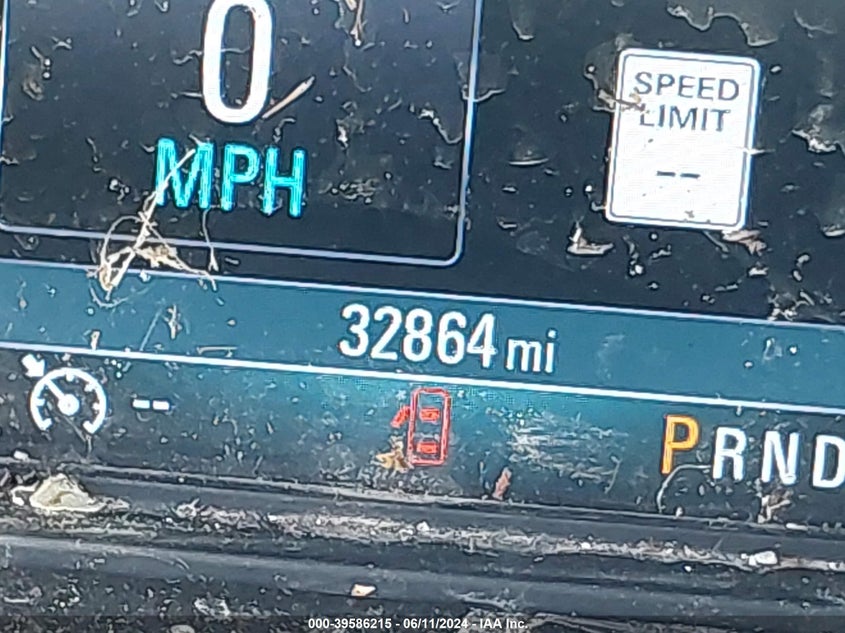 0
MPH
SPEED
LIMIT
--
32864 mi
--
PRND
000-39586215 - 06/11/2024 - IAA Inc.